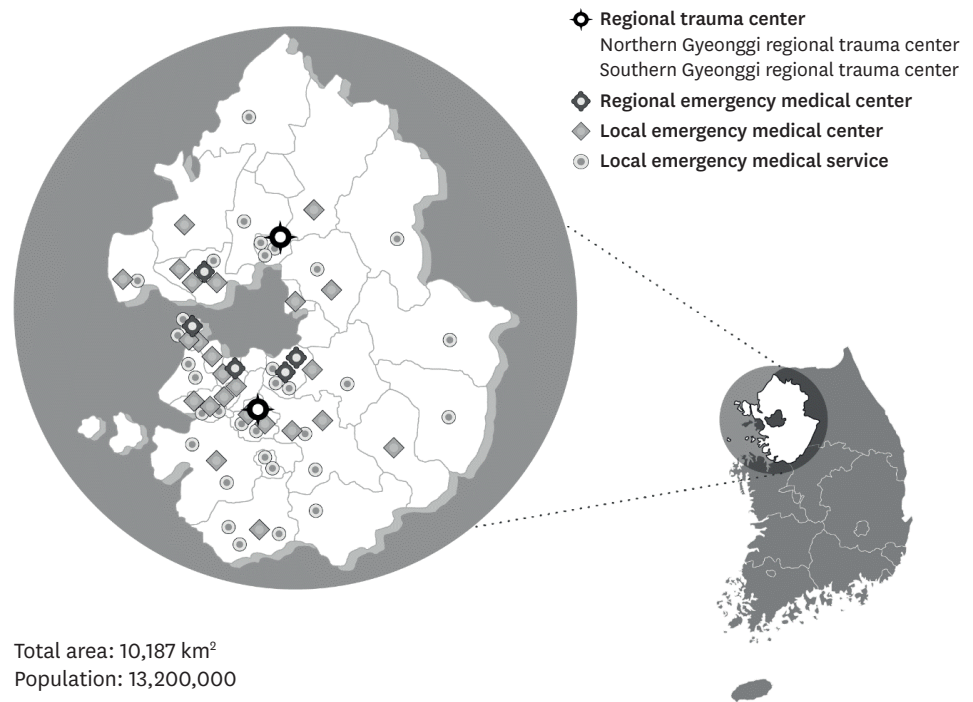 Regional trauma center
Northern Gyeonggi regional trauma center
Southern Gyeonggi regional trauma center
Regional emergency medical center
Local emergency medical center
Local emergency medical service
Total area: 10,187 km²
Population: 13,200,000